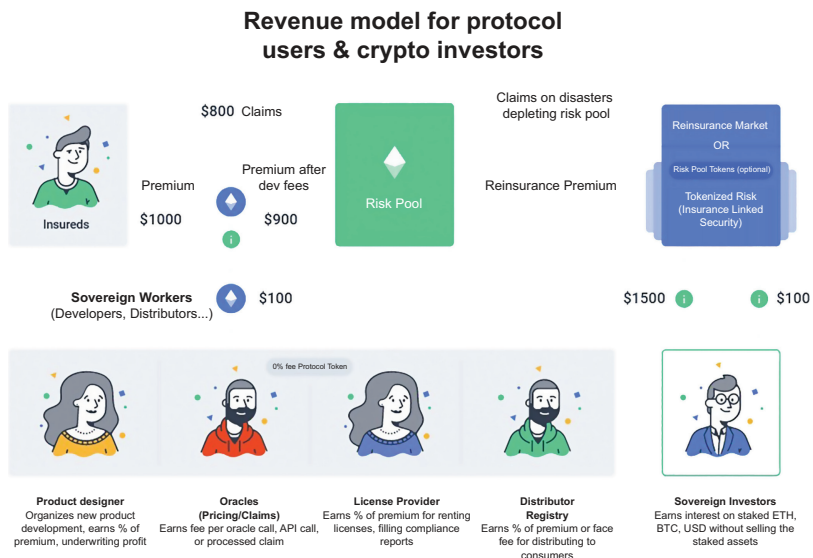 Revenue model for protocol
users & crypto investors
$800 Claims
Claims on disasters
depleting risk pool
Reinsurance Market
OR
Risk Pool Tokens (optional)
Tokenized Risk
(Insurance Linked
Security)
Premium after
dev fees
Premium
Reinsurance Premium
Risk Pool
$1000
$900
Insureds
Sovereign Workers
(Developers, Distributors...)
$100
$1500
$100
0% fee Protocol Token
Product designer
Organizes new product
development, earns % of
premium, underwriting profit
Oracles
(Pricing/Claims)
Earns fee per oracle call, API call,
or processed claim
License Provider
Earns % of premium for renting
licenses, filling compliance
reports
Distributor
Registry
Earns % of premium or face
fee for distributing to
consumers
Sovereign Investors
Earns interest on staked ETH,
BTC, USD without selling the
staked assets